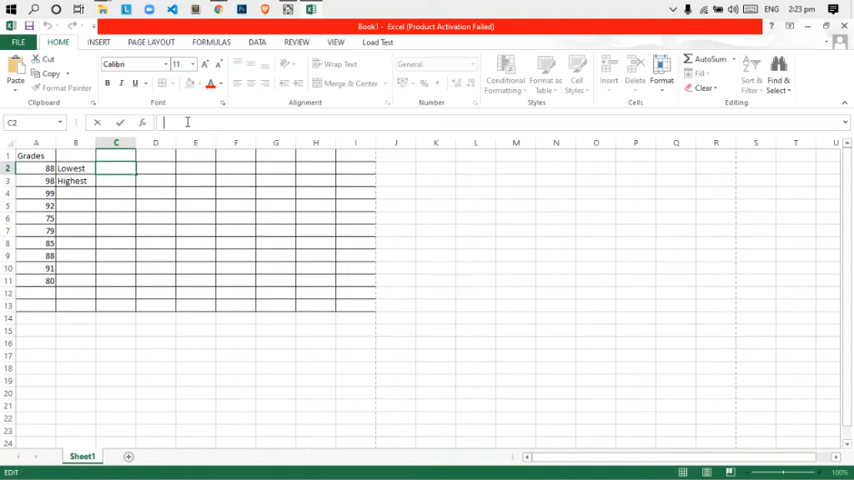 ENG 2:23 pm
Book1 - Excel (Product Activation Failed)
FILE HOME INSERT PAGE LAYOUT FORMULAS DATA REVIEW VIEW Load Test
Paste
Cut
Copy
Format Painter
Clipboard
Calibri 11
B I U
Font
Wrap Text
Merge & Center
Alignment
General
Number
Conditional Formatting
Format as Table
Cell Styles
Styles
Insert Delete Format
Cells
AutoSum
Fill
Clear
Sort & Filter
Find & Select
Editing
C2
A B C D E F G H I J K L M N O P Q R S T U
1 Grades
2 88 Lowest
3 98 Highest
4 99
5 92
6 75
7 79
8 85
9 88
10 91
11 80
12
13
14
15
16
17
18
19
20
21
22
23
24
Sheet1
EDIT 100%